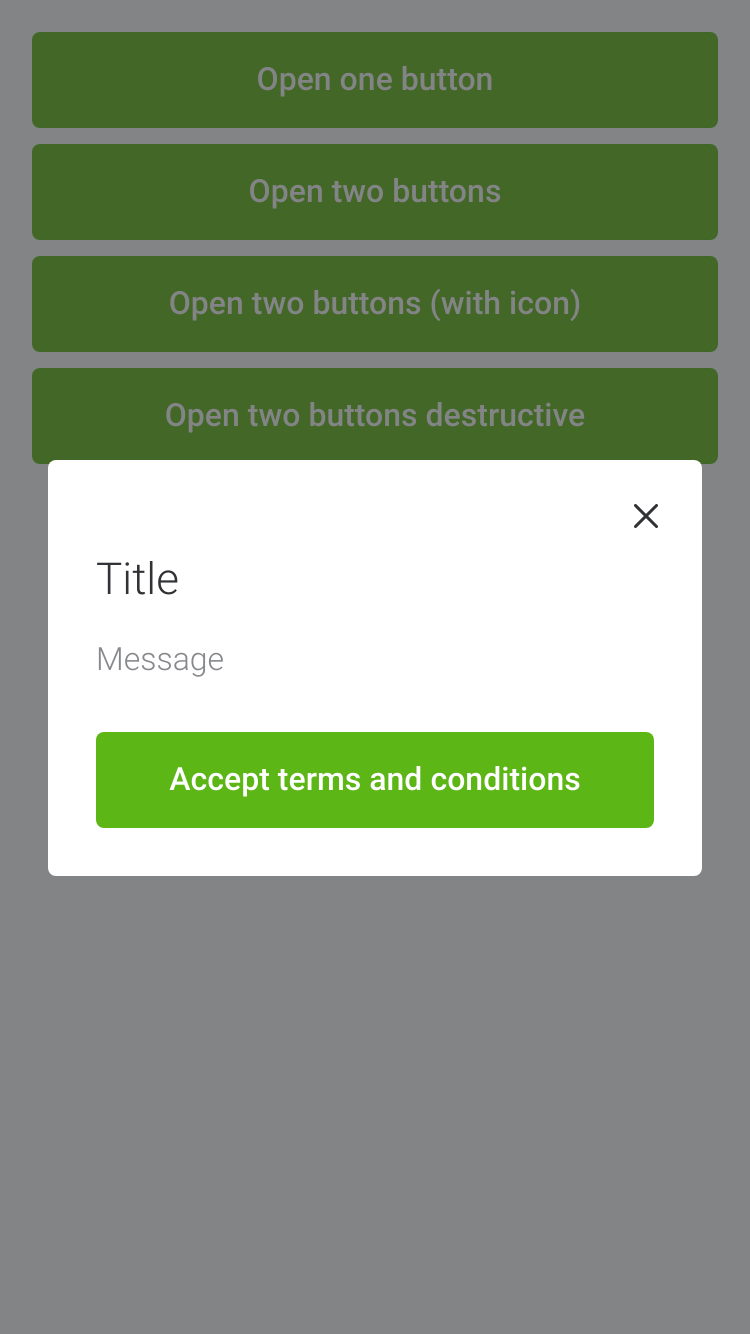 Open one button
Open two buttons
Open two buttons (with icon)
Open two buttons destructive
Title
Message
Accept terms and conditions